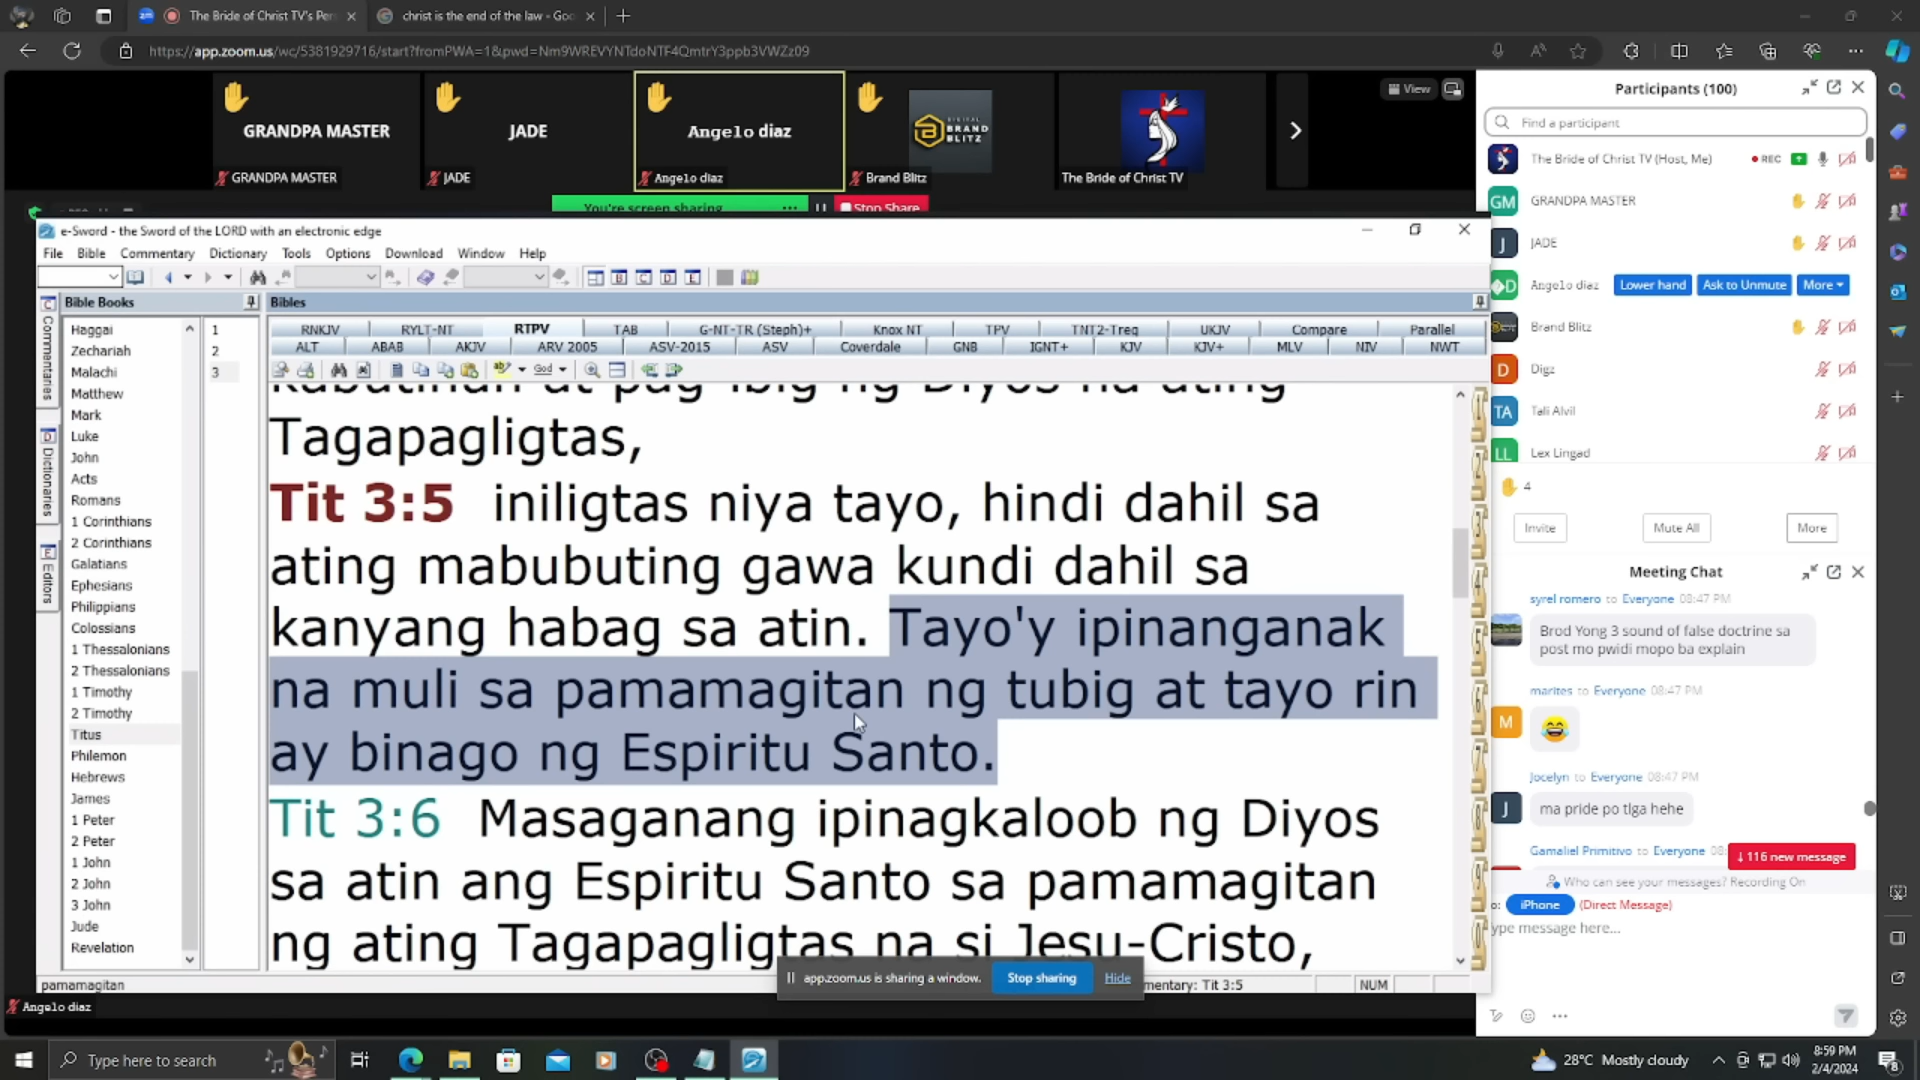 The Bride of Christ TV's Per
christ is the end of the law - Goo
https://app.zoom.us/wc/5381929716/start?fromPWA=1&pwd=Nm9WREVYNTdoNTF4QmtrY3ppb3VWZz09
GRANDPA MASTER
JADE
Angelo diaz
BRAND BLITZ
GRANDPA MASTER
JADE
Angelo diaz
Brand Blitz
The Bride of Christ TV
View
You're screen sharing
Stop Share
e-Sword - the Sword of the LORD with an electronic edge
File Bible Commentary Dictionary Tools Options Download Window Help
Bible Books
Bibles
Commentaries
Dictionaries
Editors
Haggai
Zechariah
Malachi
Matthew
Mark
Luke
John
Acts
Romans
1 Corinthians
2 Corinthians
Galatians
Ephesians
Philippians
Colossians
1 Thessalonians
2 Thessalonians
1 Timothy
2 Timothy
Titus
Philemon
Hebrews
James
1 Peter
2 Peter
1 John
2 John
3 John
Jude
Revelation
1
2
3
RNKJV RYLT-NT RTPV TAB G-NT-TR (Steph)+ Knox NT TPV TNT2-Treg UKJV Compare Parallel
ALT ABAB AKJV ARV 2005 ASV-2015 ASV Coverdale GNB IGNT+ KJV KJV+ MLV NIV NWT
kabutihan at pag-ibig ng Diyos na ating
Tagapagligtas,
Tit 3:5 iniligtas niya tayo, hindi dahil sa
ating mabubuting gawa kundi dahil sa
kanyang habag sa atin. Tayo'y ipinanganak
na muli sa pamamagitan ng tubig at tayo rin
ay binago ng Espiritu Santo.
Tit 3:6 Masaganang ipinagkaloob ng Diyos
sa atin ang Espiritu Santo sa pamamagitan
ng ating Tagapagligtas na si Jesu-Cristo,
pamamagitan
mentary: Tit 3:5
NUM
app.zoom.us is sharing a window.
Stop sharing
Hide
Angelo diaz
Participants (100)
Find a participant
The Bride of Christ TV (Host, Me)
REC
GM GRANDPA MASTER
J JADE
D Angelo diaz Lower hand Ask to Unmute More
Brand Blitz
D Digz
TA Tali Alvil
LL Lex Lingad
4
Invite
Mute All
More
Meeting Chat
syrel romero to Everyone 08:47 PM
Brod Yong 3 sound of false doctrine sa
post mo pwidi mopo ba explain
marites to Everyone 08:47 PM
M
Jocelyn to Everyone 08:47 PM
J ma pride po tlga hehe
Gamaliel Primitivo to Everyone 08:
↓116 new message
Who can see your messages? Recording On
o: iPhone (Direct Message)
ype message here...
Type here to search
28°C Mostly cloudy
8:59 PM
2/4/2024
8